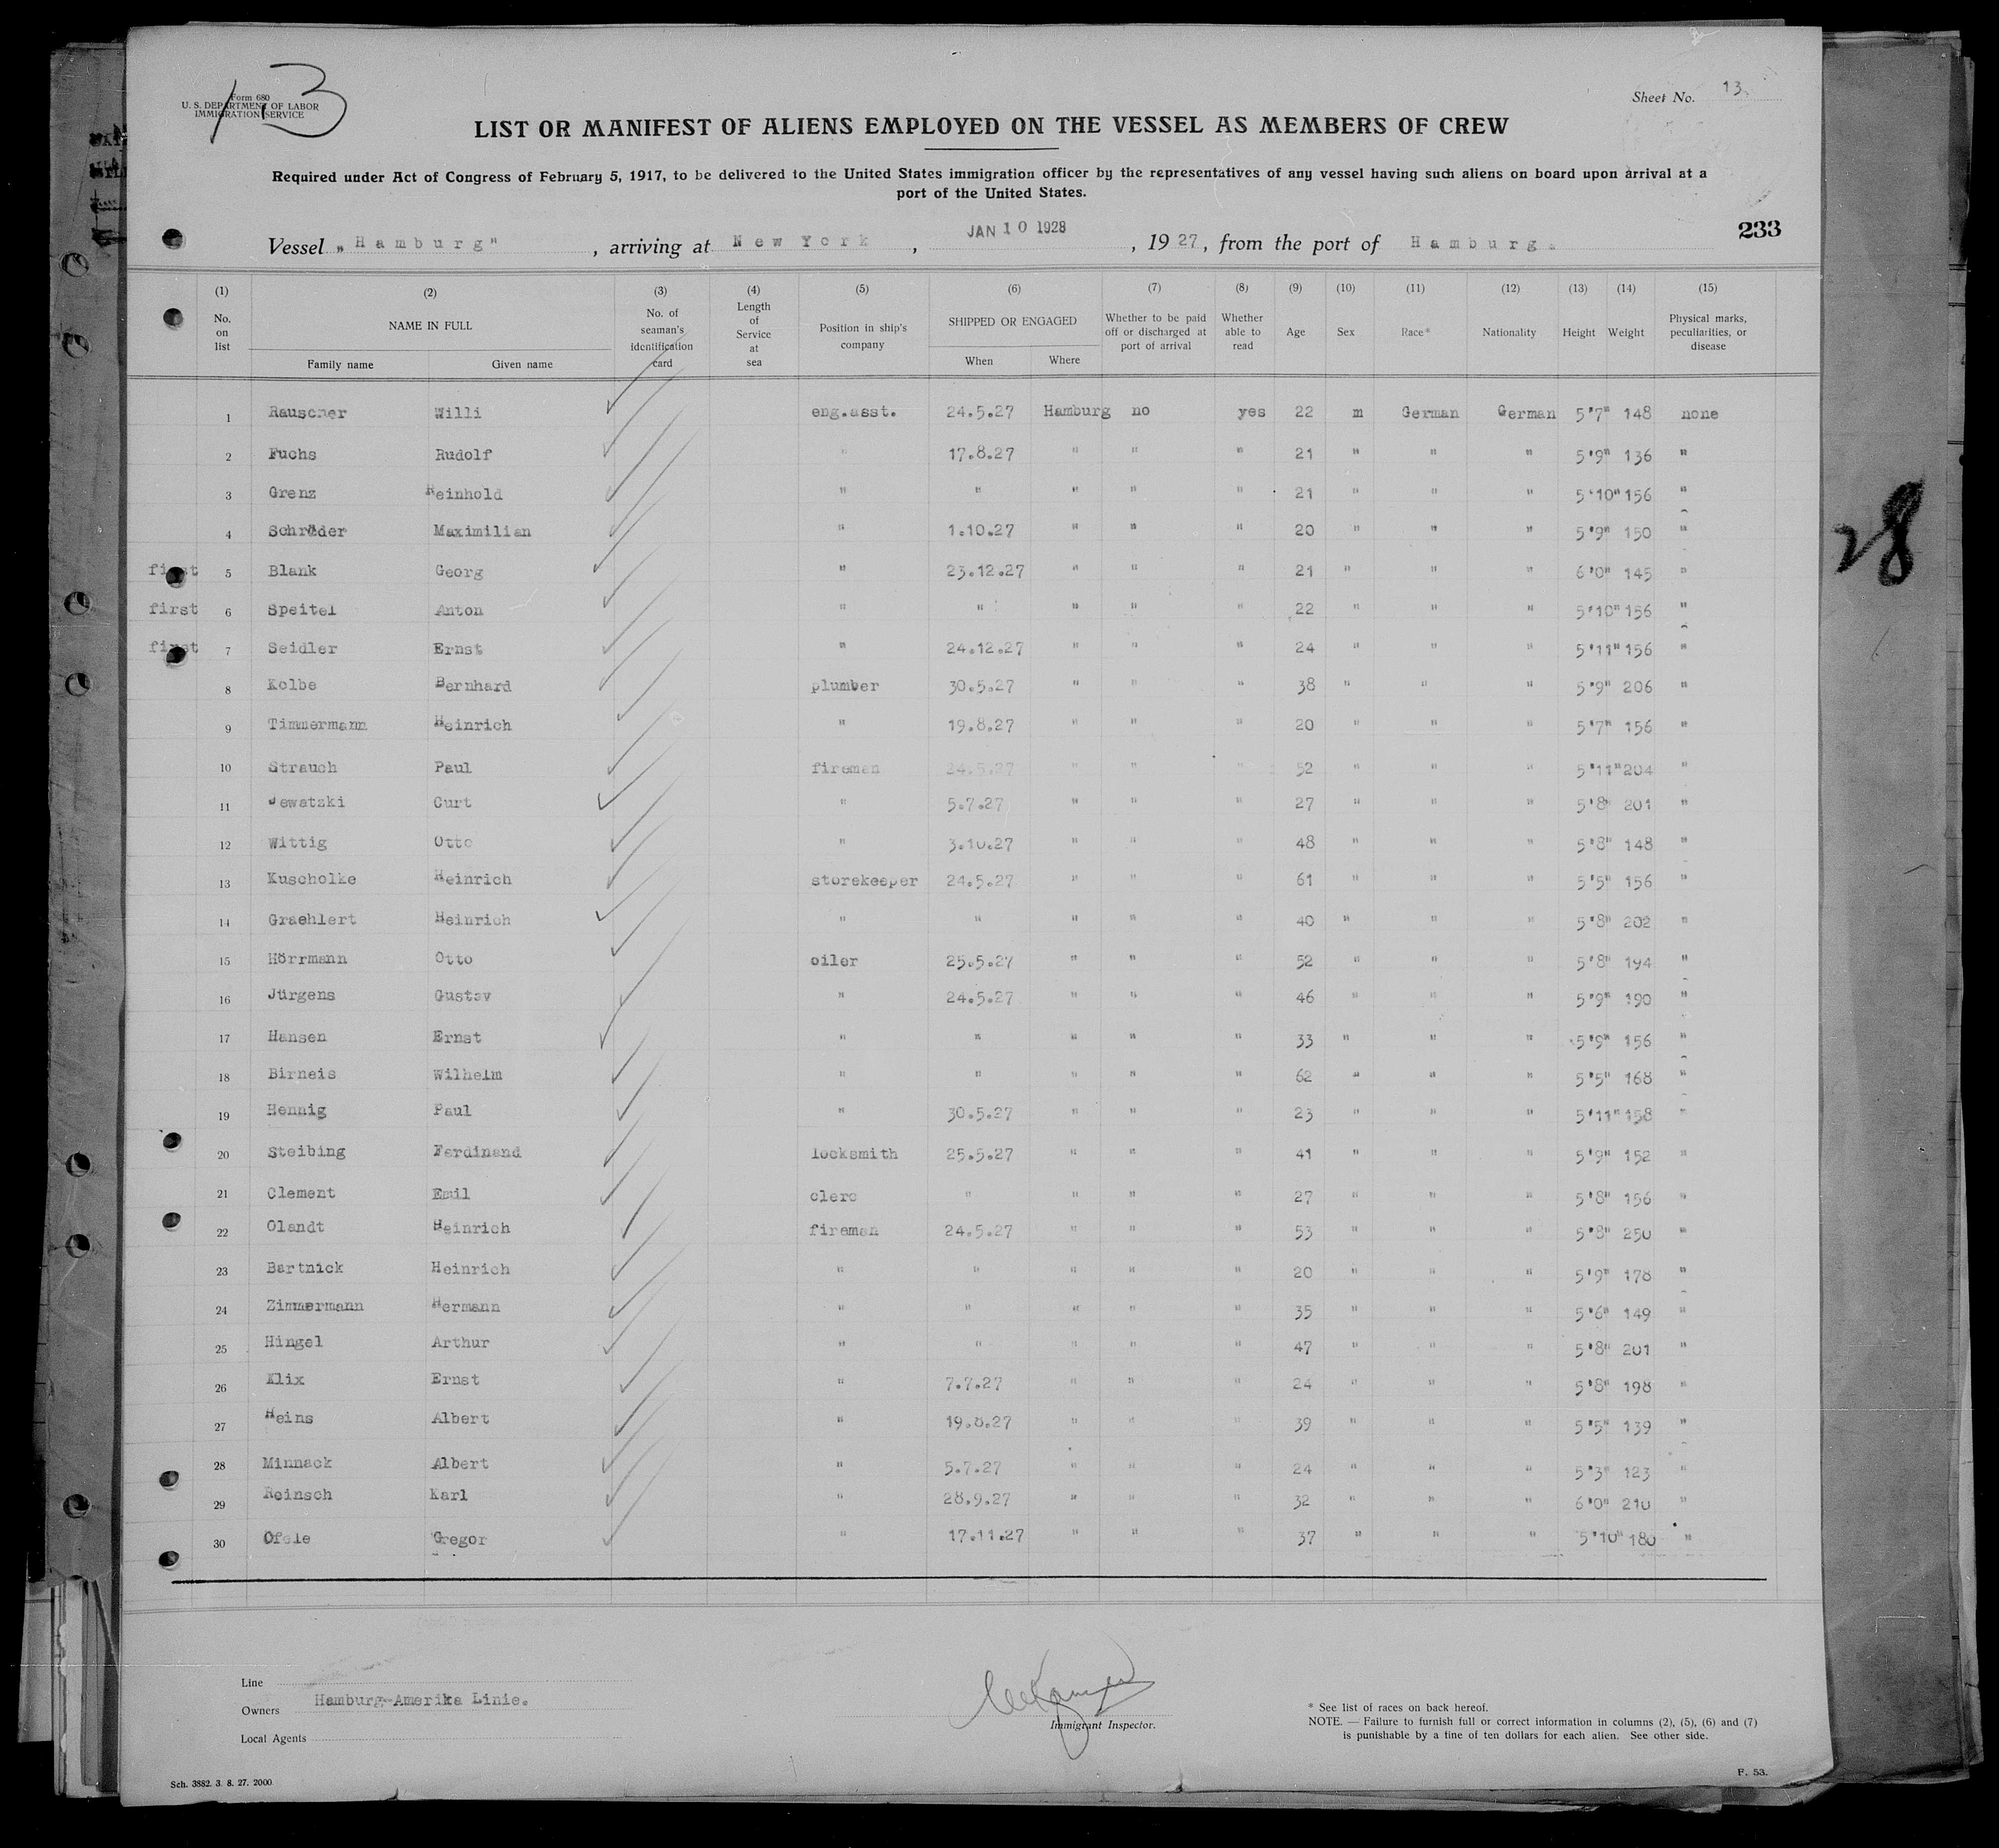 13
Form 680
U. S. DEPARTMENT OF LABOR
IMMIGRATION SERVICE
Sheet No. 13.
LIST OR MANIFEST OF ALIENS EMPLOYED ON THE VESSEL AS MEMBERS OF CREW
Required under Act of Congress of February 5, 1917, to be delivered to the United States immigration officer by the representatives of any vessel having such aliens on board upon arrival at a
port of the United States.
233
Vessel „Hamburg" , arriving at New York , JAN 10 1928 , 1927, from the port of Hamburg.
(1) (2) (3) (4) (5) (6) (7) (8) (9) (10) (11) (12) (13) (14) (15)
No. on list NAME IN FULL Family name Given name No. of seaman's identification card Length of Service at sea Position in ship's company SHIPPED OR ENGAGED When Where Whether to be paid off or discharged at port of arrival Whether able to read Age Sex Race* Nationality Height Weight Physical marks, peculiarities, or disease
1 Rauscher Willi eng.asst. 24.5.27 Hamburg no yes 22 m German German 5'7" 148 none
2 Fuchs Rudolf " 17.8.27 " " " 21 " " " 5'9" 136 "
3 Grenz Reinhold " " " " " 21 " " " 5'10" 156 "
4 Schröder Maximilian " 1.10.27 " " " 20 " " " 5'9" 150 "
first 5 Blank Georg " 23.12.27 " " " 21 " " " 6'0" 145 "
first 6 Speitel Anton " " " " " 22 " " " 5'10" 156 "
first 7 Seidler Ernst " 24.12.27 " " " 24 " " " 5'11" 156 "
8 Kolbe Bernhard plumber 30.5.27 " " " 38 " " " 5'9" 206 "
9 Timmermann Heinrich " 19.8.27 " " " 20 " " " 5'7" 156 "
10 Strauch Paul fireman 24.5.27 " " " 52 " " " 5'11" 204 "
11 Jewatzki Curt " 5.7.27 " " " 27 " " " 5'8" 201 "
12 Wittig Otto " 3.10.27 " " " 48 " " " 5'8" 148 "
13 Kuscholke Heinrich storekeeper 24.5.27 " " " 61 " " " 5'5" 156 "
14 Graehlert Heinrich " " " " " 40 " " " 5'8" 202 "
15 Hörrmann Otto oiler 25.5.27 " " " 52 " " " 5'8" 194 "
16 Jürgens Gustav " 24.5.27 " " " 46 " " " 5'9" 190 "
17 Hansen Ernst " " " " " 33 " " " 5'9" 156 "
18 Birneis Wilhelm " " " " " 62 " " " 5'5" 168 "
19 Hennig Paul " 30.5.27 " " " 23 " " " 5'11" 158 "
20 Steibing Ferdinand locksmith 25.5.27 " " " 41 " " " 5'9" 152 "
21 Clement Emil clerc " " " " 27 " " " 5'8" 156 "
22 Olandt Heinrich fireman 24.5.27 " " " 53 " " " 5'8" 250 "
23 Bartnick Heinrich " " " " " 20 " " " 5'9" 178 "
24 Zimmermann Hermann " " " " " 35 " " " 5'6" 149 "
25 Hingel Arthur " " " " " 47 " " " 5'8" 201 "
26 Klix Ernst " 7.7.27 " " " 24 " " " 5'8" 198 "
27 Heins Albert " 19.8.27 " " " 39 " " " 5'5" 139 "
28 Minnack Albert " 5.7.27 " " " 24 " " " 5'3" 123 "
29 Reinsch Karl " 28.9.27 " " " 32 " " " 6'0" 210 "
30 Öfele Gregor " 17.11.27 " " " 37 " " " 5'10" 180 "
28
Line
Owners Hamburg-Amerika Linie.
Local Agents
Immigrant Inspector.
* See list of races on back hereof.
NOTE. — Failure to furnish full or correct information in columns (2), (5), (6) and (7)
is punishable by a fine of ten dollars for each alien. See other side.
Sch. 3882. 3. 8. 27. 2000.
F. 53.